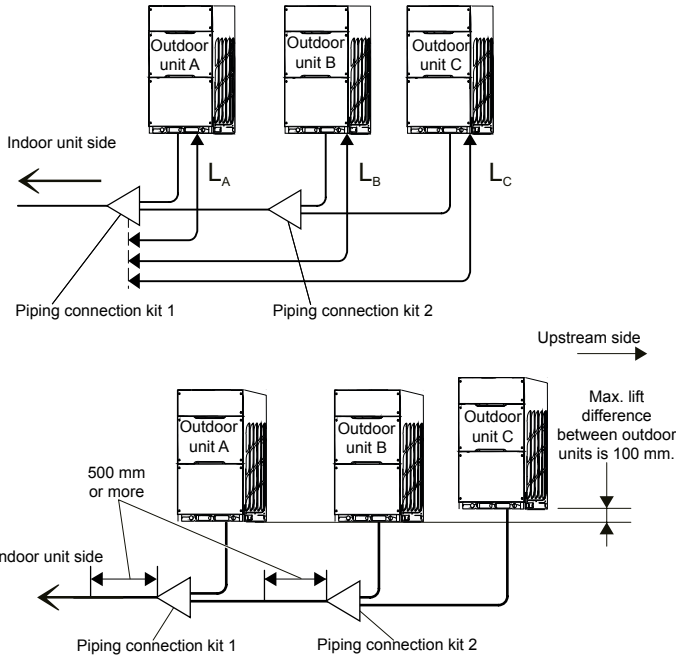 Outdoor
unit A
Outdoor
unit B
Outdoor
unit C
Indoor unit side
LA
LB
LC
Piping connection kit 1
Piping connection kit 2
Upstream side
Max. lift
difference
between outdoor
units is 100 mm.
Outdoor
unit A
Outdoor
unit B
Outdoor
unit C
500 mm
or more
ndoor unit side
Piping connection kit 1
Piping connection kit 2